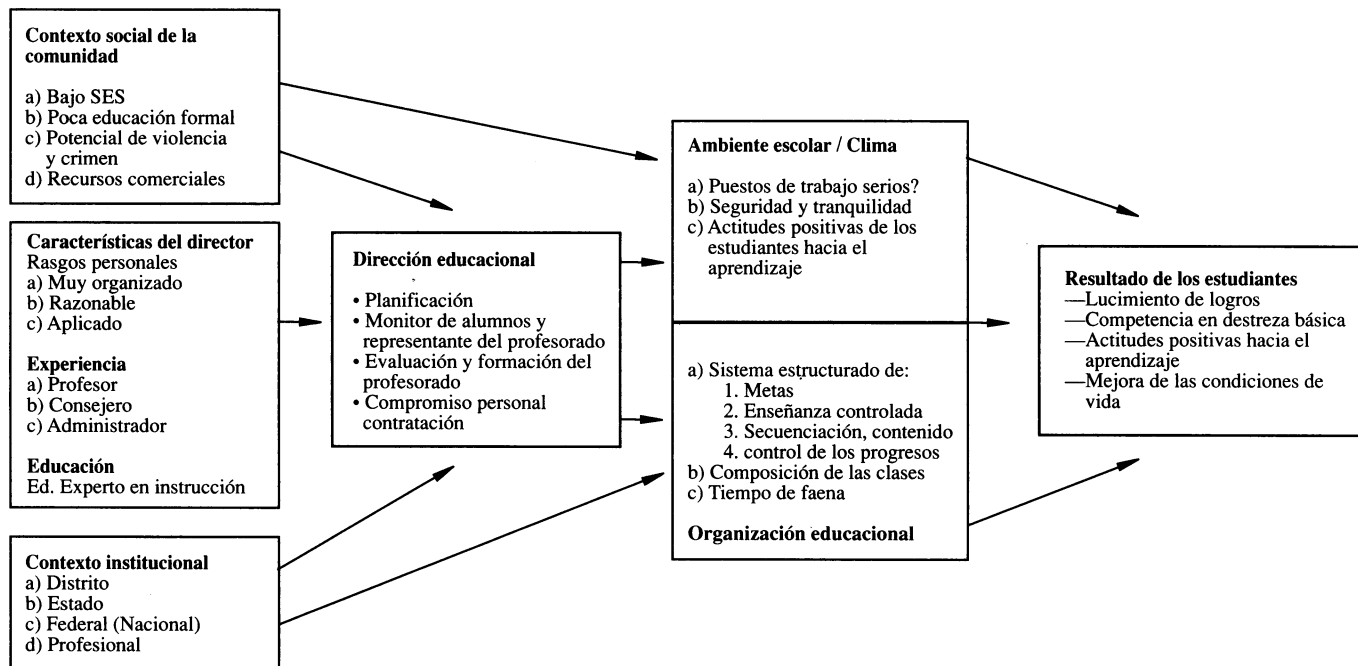 Contexto social de la
comunidad
a) Bajo SES
b) Poca educación formal
c) Potencial de violencia
y crimen
d) Recursos comerciales
Características del director
Rasgos personales
a) Muy organizado
b) Razonable
c) Aplicado
Experiencia
a) Profesor
b) Consejero
c) Administrador
Educación
Ed. Experto en instrucción
Contexto institucional
a) Distrito
b) Estado
c) Federal (Nacional)
d) Profesional
Dirección educacional
• Planificación
• Monitor de alumnos y
representante del profesorado
• Evaluación y formación del
profesorado
• Compromiso personal
contratación
Ambiente escolar / Clima
a) Puestos de trabajo serios?
b) Seguridad y tranquilidad
c) Actitudes positivas de los
estudiantes hacia el
aprendizaje
a) Sistema estructurado de:
1. Metas
2. Enseñanza controlada
3. Secuenciación, contenido
4. control de los progresos
b) Composición de las clases
c) Tiempo de faena
Organización educacional
Resultado de los estudiantes
—Lucimiento de logros
—Competencia en destreza básica
—Actitudes positivas hacia el
aprendizaje
—Mejora de las condiciones de
vida